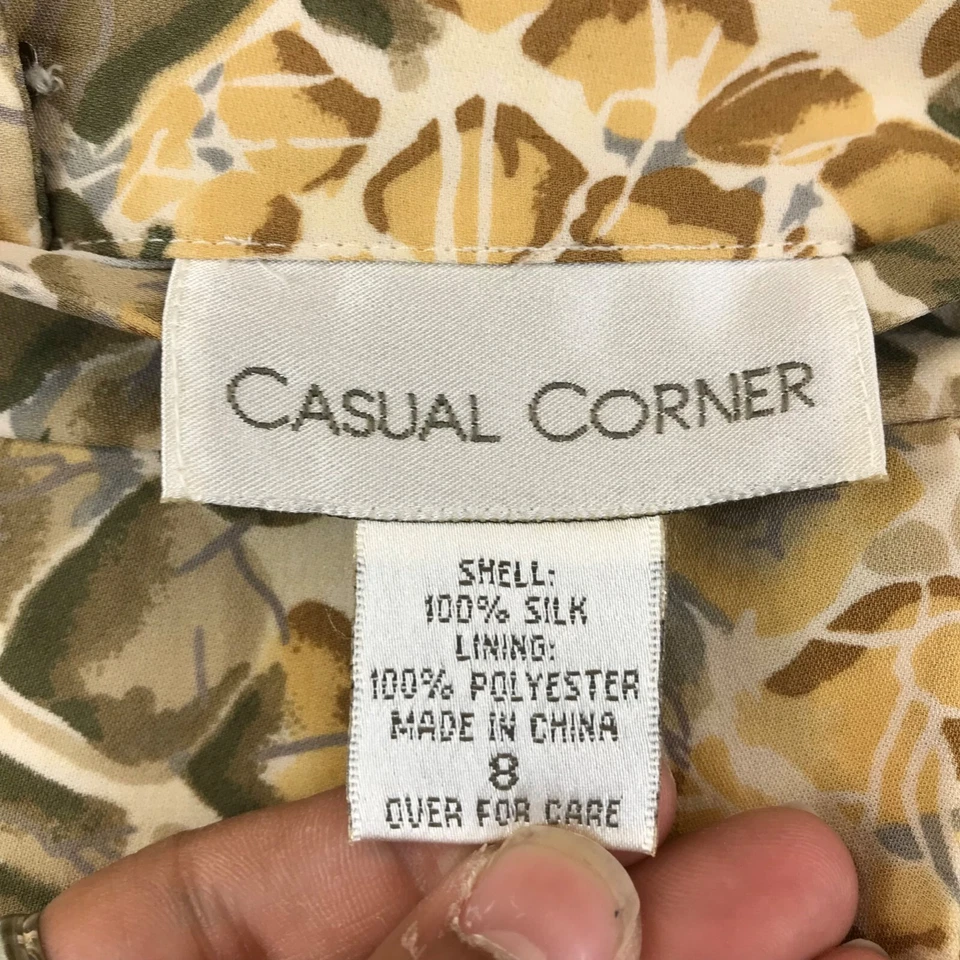 CASUAL CORNER
SHELL:
100% SILK
LINING:
100% POLYESTER
MADE IN CHINA
8
OVER FOR CARE